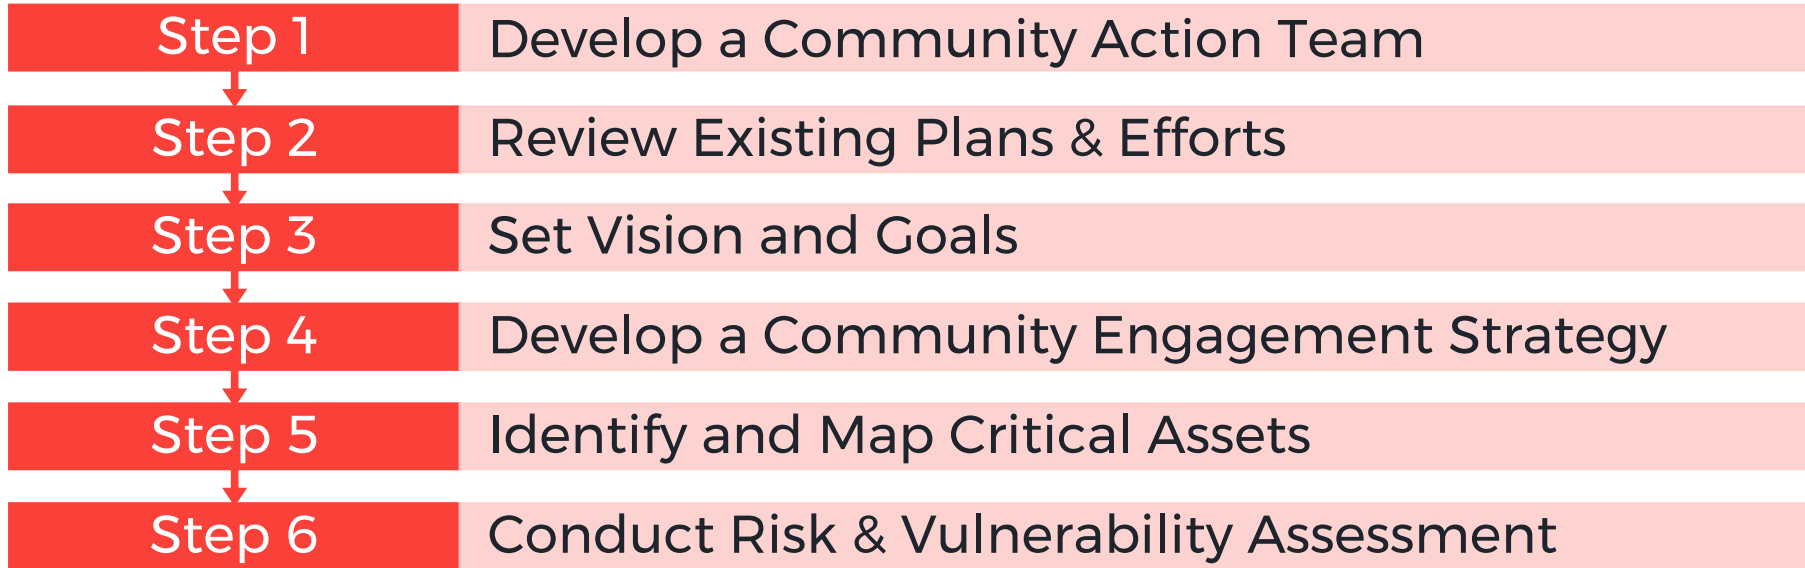 Step 1 Develop a Community Action Team
Step 2 Review Existing Plans & Efforts
Step 3 Set Vision and Goals
Step 4 Develop a Community Engagement Strategy
Step 5 Identify and Map Critical Assets
Step 6 Conduct Risk & Vulnerability Assessment